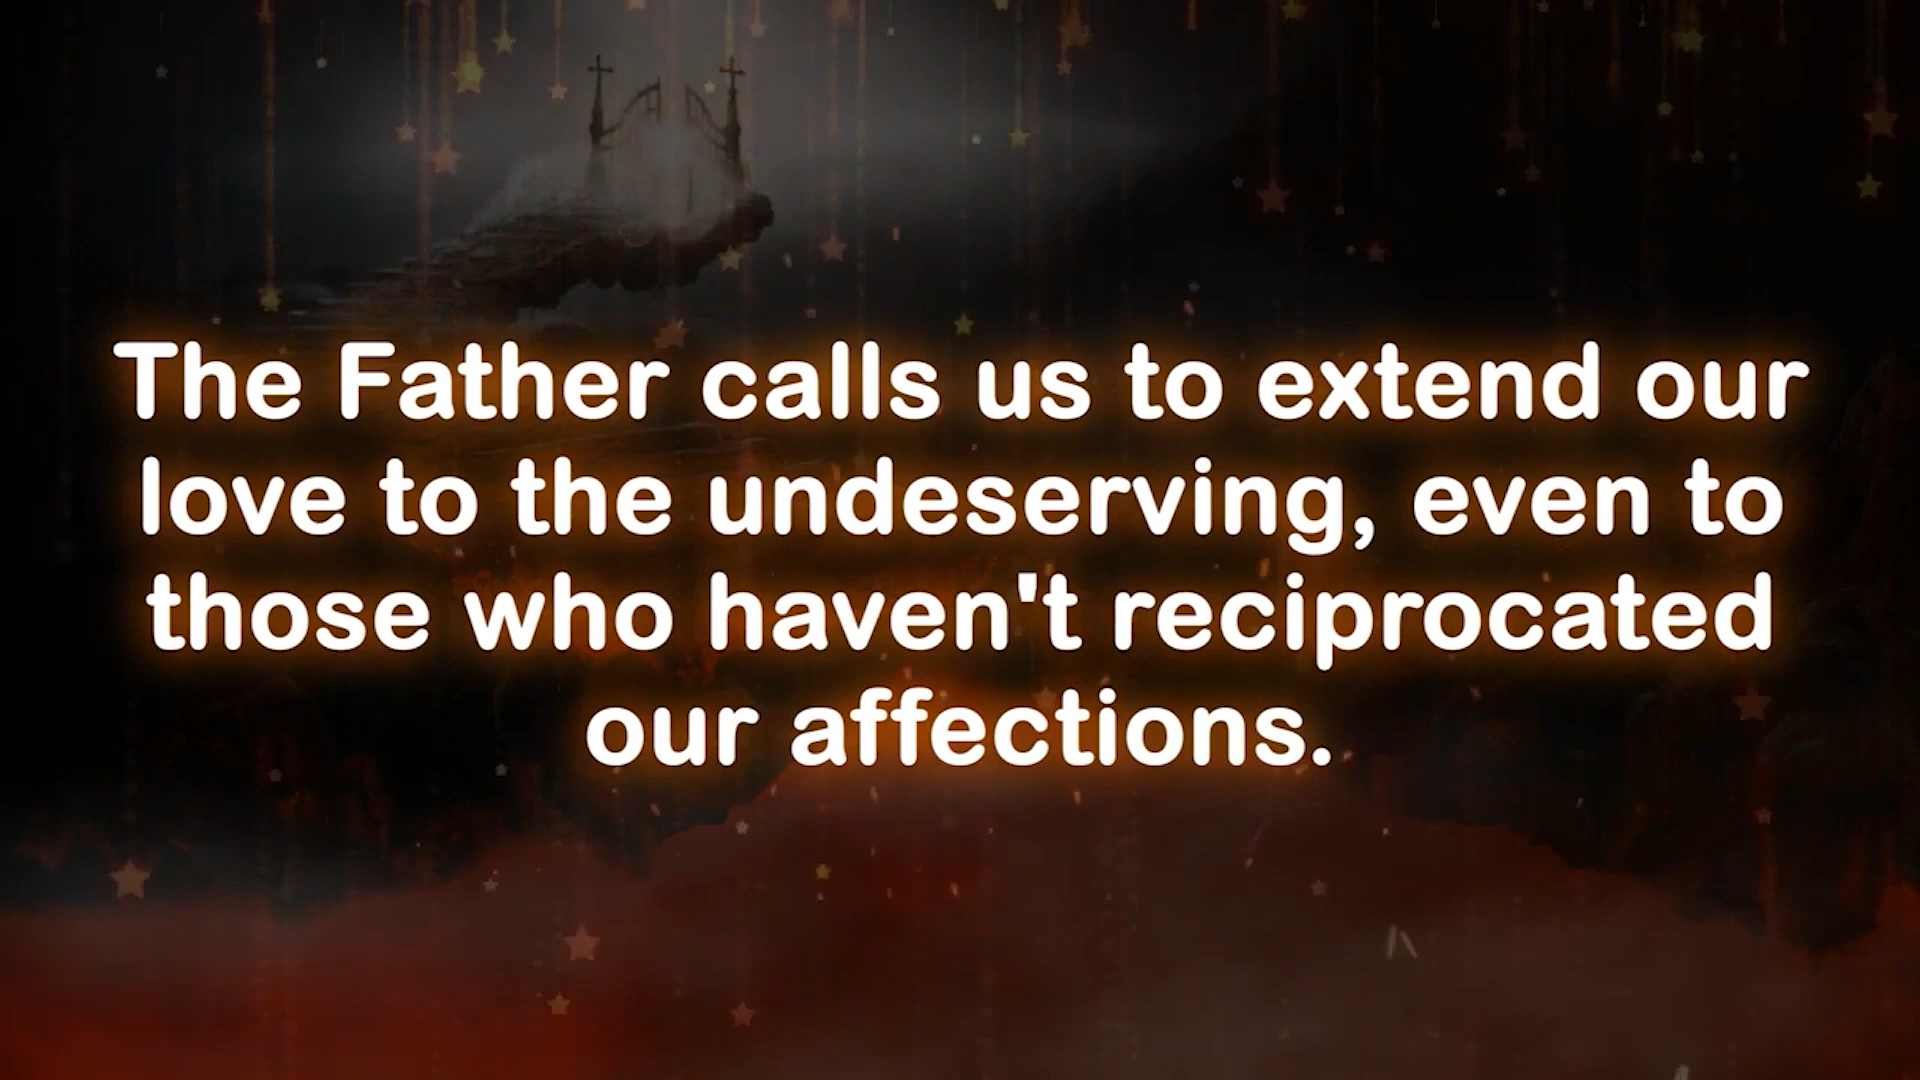 The Father calls us to extend our
love to the undeserving, even to
those who haven't reciprocated
our affections.